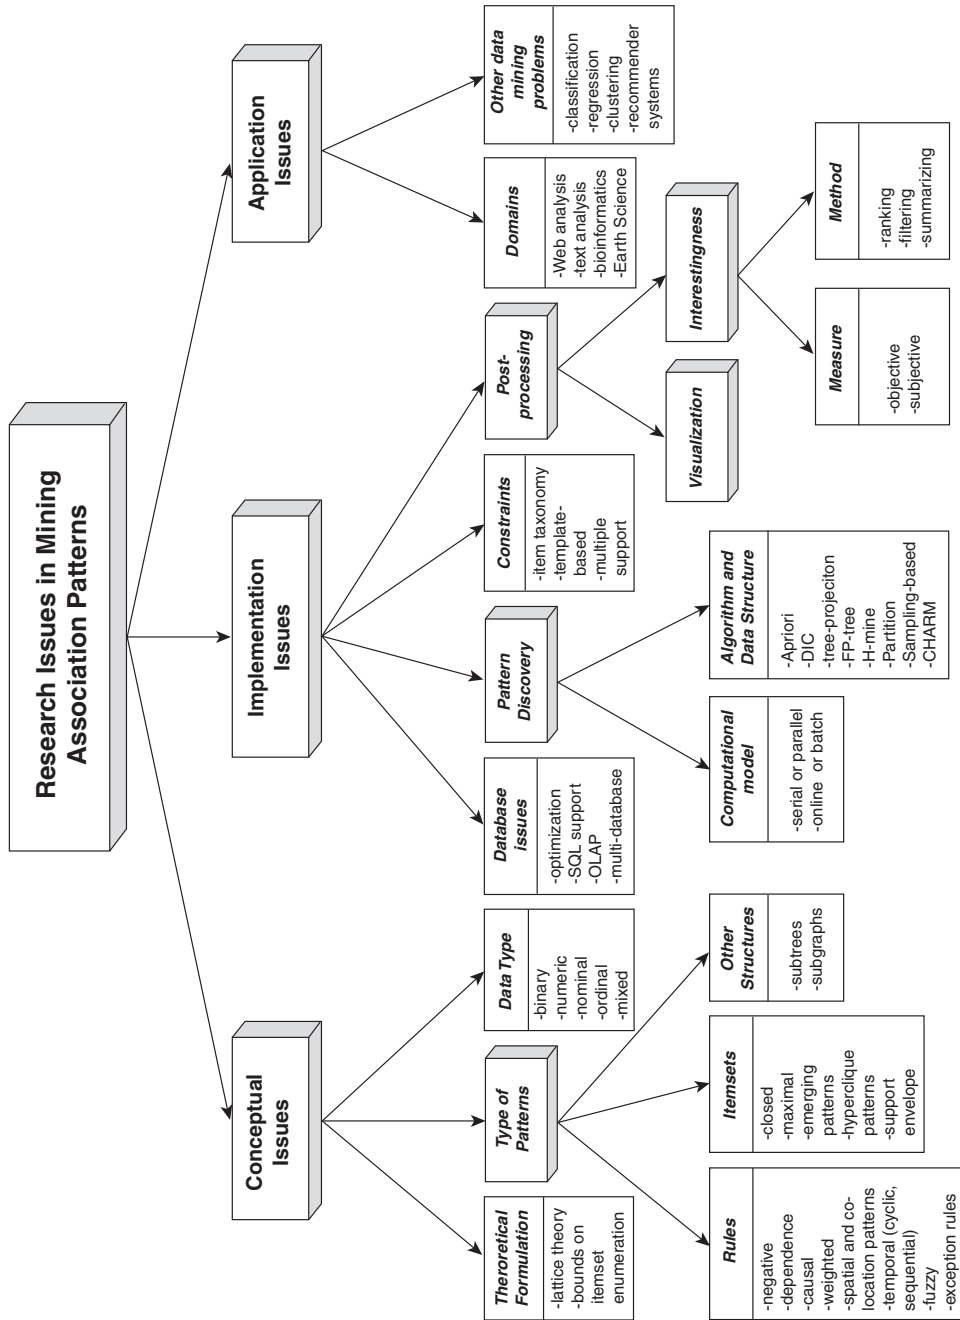 Research Issues in Mining
Association Patterns
Conceptual
Issues
Implementation
Issues
Application
Issues
Theroretical
Formulation
-lattice theory
-bounds on
itemset
enumeration
Type of
Patterns
Data Type
-binary
-numeric
-nominal
-ordinal
-mixed
Database
issues
-optimization
-SQL support
-OLAP
-multi-database
Pattern
Discovery
Constraints
-item taxonomy
-template-
based
-multiple
support
Post-
processing
Domains
-Web analysis
-text analysis
-bioinformatics
-Earth Science
Other data
mining
problems
-classification
-regression
-clustering
-recommender
systems
Rules
-negative
-dependence
-causal
-weighted
-spatial and co-
location patterns
-temporal (cyclic,
sequential)
-fuzzy
-exception rules
Itemsets
-closed
-maximal
-emerging
patterns
-hyperclique
patterns
-support
envelope
Other
Structures
-subtrees
-subgraphs
Computational
model
-serial or parallel
-online or batch
Algorithm and
Data Structure
-Apriori
-DIC
-tree-projeciton
-FP-tree
-H-mine
-Partition
-Sampling-based
-CHARM
Visualization
Interestingness
Measure
-objective
-subjective
Method
-ranking
-filtering
-summarizing